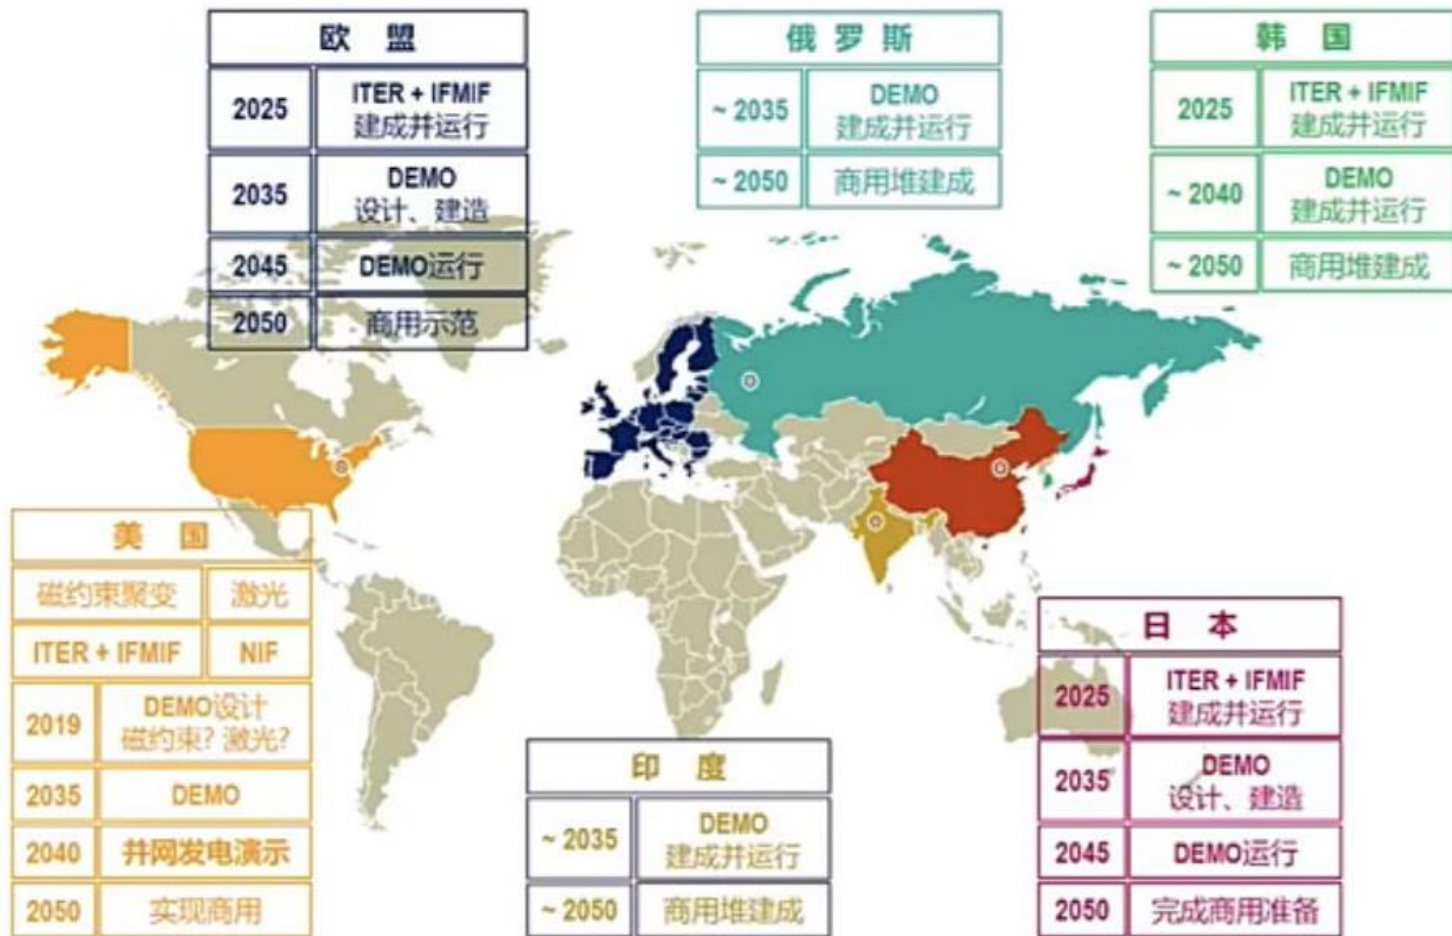 欧 盟
2025
ITER + IFMIF
建成并运行
2035
DEMO
设计、建造
2045
DEMO运行
2050
商用示范
俄 罗 斯
~ 2035
DEMO
建成并运行
~ 2050
商用堆建成
韩 国
2025
ITER + IFMIF
建成并运行
~ 2040
DEMO
建成并运行
~ 2050
商用堆建成
美 国
磁约束聚变
激光
ITER + IFMIF
NIF
2019
DEMO设计
磁约束? 激光?
2035
DEMO
2040
井网发电演示
2050
实现商用
印 度
~ 2035
DEMO
建成并运行
~ 2050
商用堆建成
日 本
2025
ITER + IFMIF
建成并运行
2035
DEMO
设计、建造
2045
DEMO运行
2050
完成商用准备